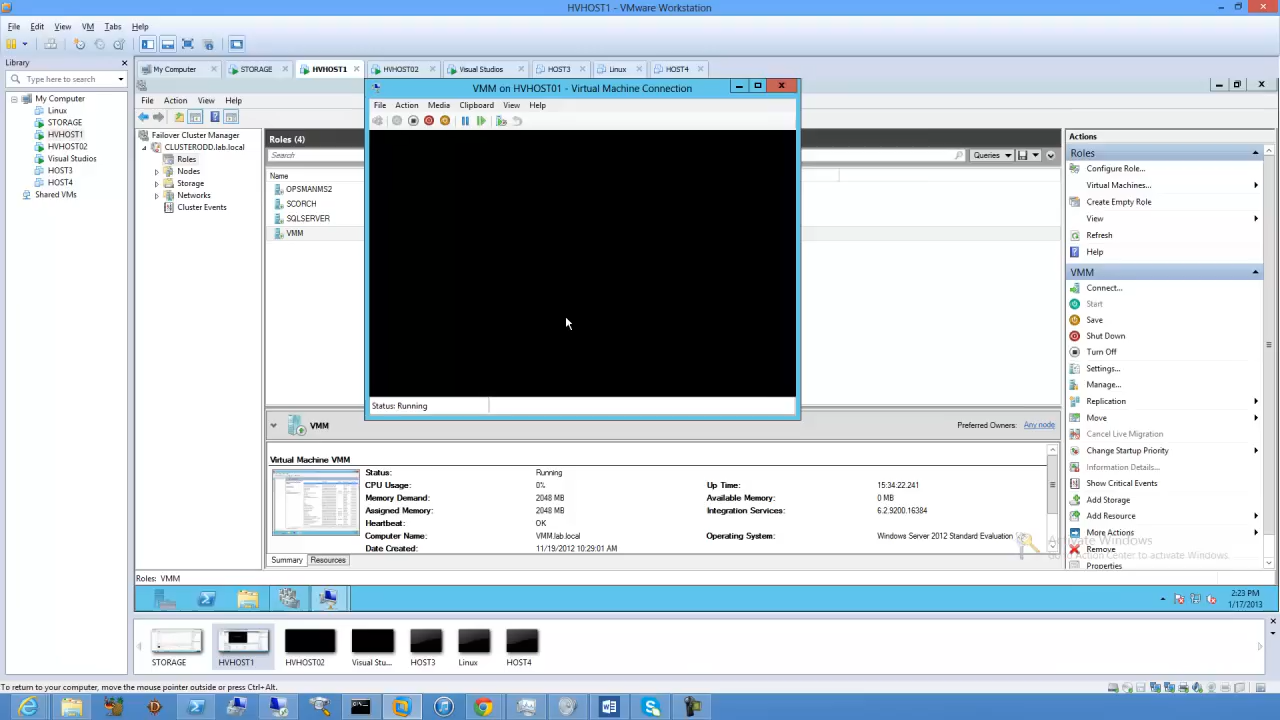 HVHOST1 - VMware Workstation
File Edit View VM Tabs Help
Library
Type here to search
My Computer
Linux
STORAGE
HVHOST1
HVHOST02
Visual Studios
HOST3
HOST4
Shared VMs
My Computer STORAGE HVHOST1 HVHOST02 Visual Studios HOST3 Linux HOST4
File Action View Help
Failover Cluster Manager
CLUSTERODD.lab.local
Roles
Nodes
Storage
Networks
Cluster Events
Roles (4)
Search
Queries
Name
OPSMANMS2
SCORCH
SQLSERVER
VMM
VMM on HVHOST01 - Virtual Machine Connection
File Action Media Clipboard View Help
Status: Running
VMM
Preferred Owners: Any node
Virtual Machine VMM
Status: Running
CPU Usage: 0% Up Time: 15:34:22.241
Memory Demand: 2048 MB Available Memory: 0 MB
Assigned Memory: 2048 MB Integration Services: 6.2.9200.16384
Heartbeat: OK
Computer Name: VMM.lab.local Operating System: Windows Server 2012 Standard Evaluation
Date Created: 11/19/2012 10:29:01 AM
Summary Resources
Roles: VMM
Actions
Roles
Configure Role...
Virtual Machines...
Create Empty Role
View
Refresh
Help
VMM
Connect...
Start
Save
Shut Down
Turn Off
Settings...
Manage...
Replication
Move
Cancel Live Migration
Change Startup Priority
Information Details...
Show Critical Events
Add Storage
Add Resource
More Actions
Remove
Properties
Activate Windows
Go to Action Center to activate Windows.
2:23 PM
1/17/2013
STORAGE HVHOST1 HVHOST02 Visual Stu... HOST3 Linux HOST4
To return to your computer, move the mouse pointer outside or press Ctrl+Alt.